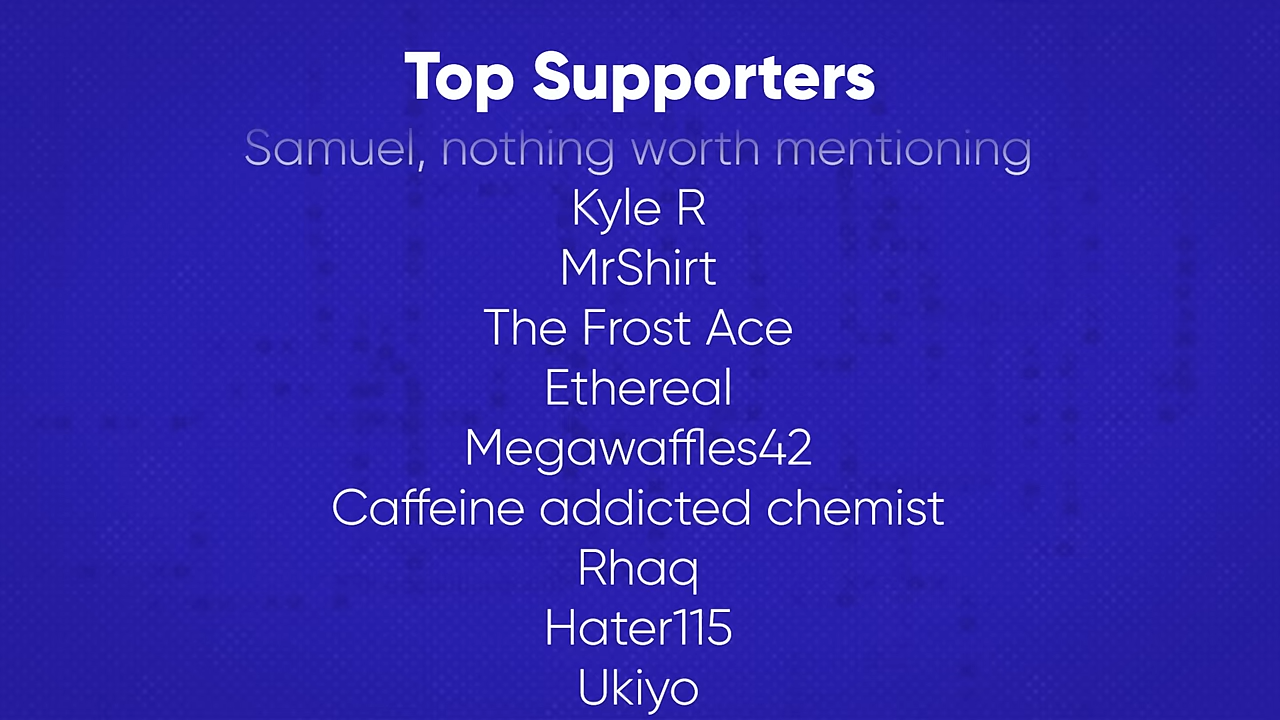 Top Supporters
Samuel, nothing worth mentioning
Kyle R
MrShirt
The Frost Ace
Ethereal
Megawaffles42
Caffeine addicted chemist
Rhaq
Hater115
Ukiyo